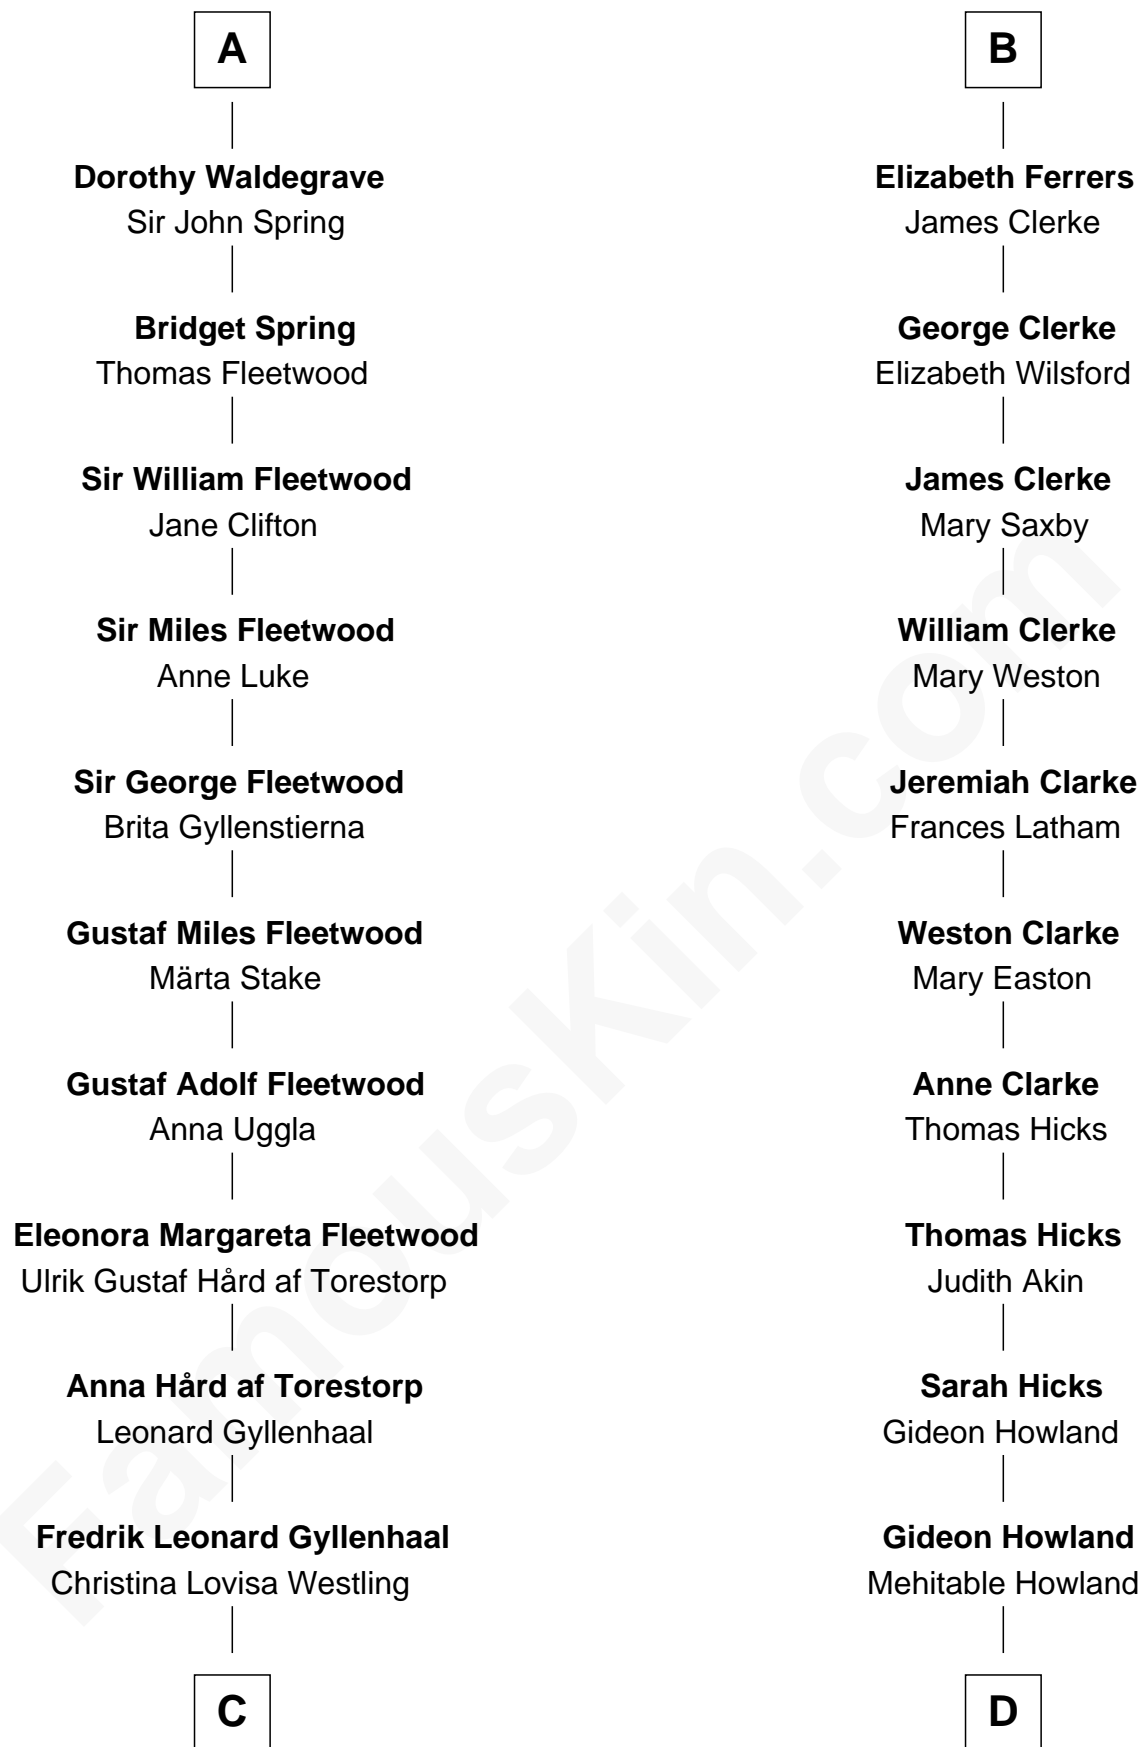 A
Dorothy Waldegrave
Sir John Spring
Bridget Spring
Thomas Fleetwood
Sir William Fleetwood
Jane Clifton
Sir Miles Fleetwood
Anne Luke
Sir George Fleetwood
Brita Gyllenstierna
Gustaf Miles Fleetwood
Märta Stake
Gustaf Adolf Fleetwood
Anna Uggla
Eleonora Margareta Fleetwood
Ulrik Gustaf Hård af Torestorp
Anna Hård af Torestorp
Leonard Gyllenhaal
Fredrik Leonard Gyllenhaal
Christina Lovisa Westling
C
B
Elizabeth Ferrers
James Clerke
George Clerke
Elizabeth Wilsford
James Clerke
Mary Saxby
William Clerke
Mary Weston
Jeremiah Clarke
Frances Latham
Weston Clarke
Mary Easton
Anne Clarke
Thomas Hicks
Thomas Hicks
Judith Akin
Sarah Hicks
Gideon Howland
Gideon Howland
Mehitable Howland
D
FamousKin.com